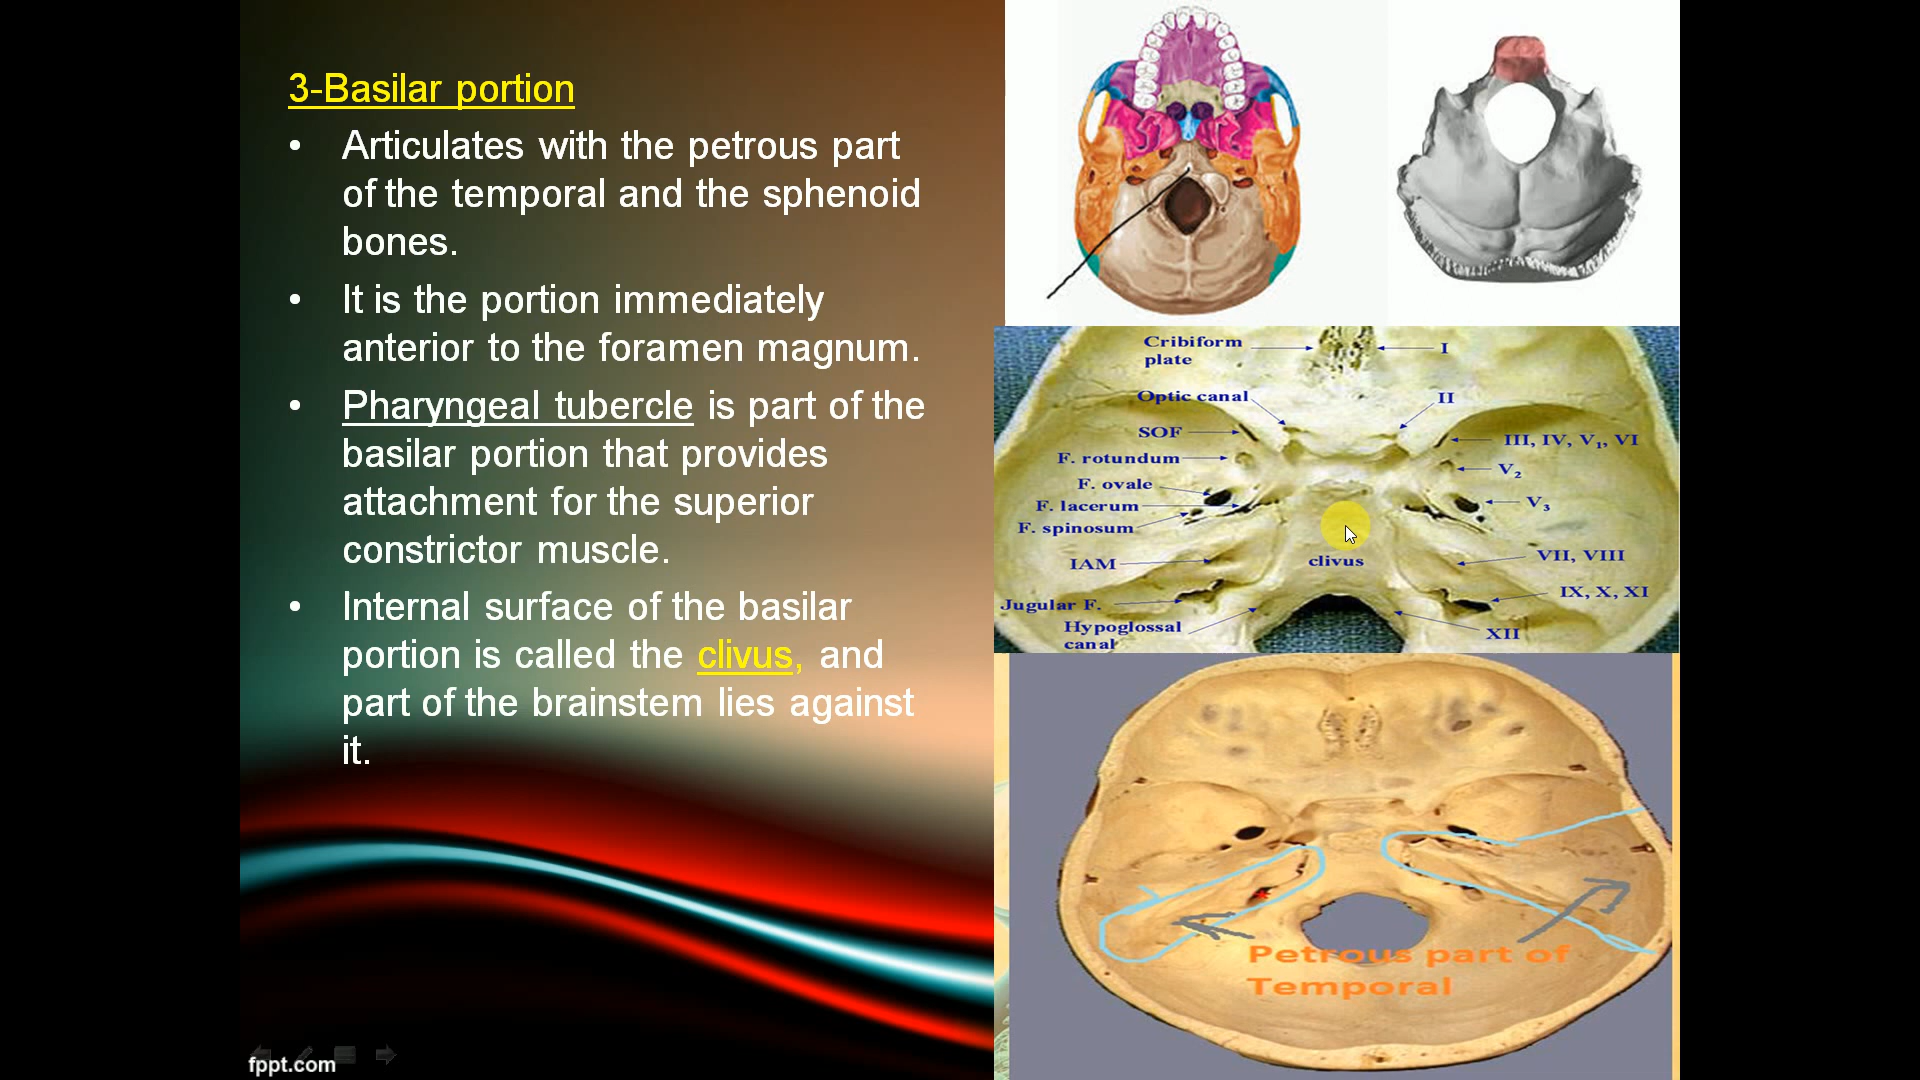 3-Basilar portion
• Articulates with the petrous part
of the temporal and the sphenoid
bones.
• It is the portion immediately
anterior to the foramen magnum.
• Pharyngeal tubercle is part of the
basilar portion that provides
attachment for the superior
constrictor muscle.
• Internal surface of the basilar
portion is called the clivus, and
part of the brainstem lies against
it.
fppt.com
Cribiform
plate
I
Optic canal
II
SOF
III, IV, V₁, VI
F. rotundum
V₂
F. ovale
V₃
F. lacerum
F. spinosum
IAM
clivus
VII, VIII
Jugular F.
IX, X, XI
Hypoglossal
canal
XII
Petrous part of
Temporal